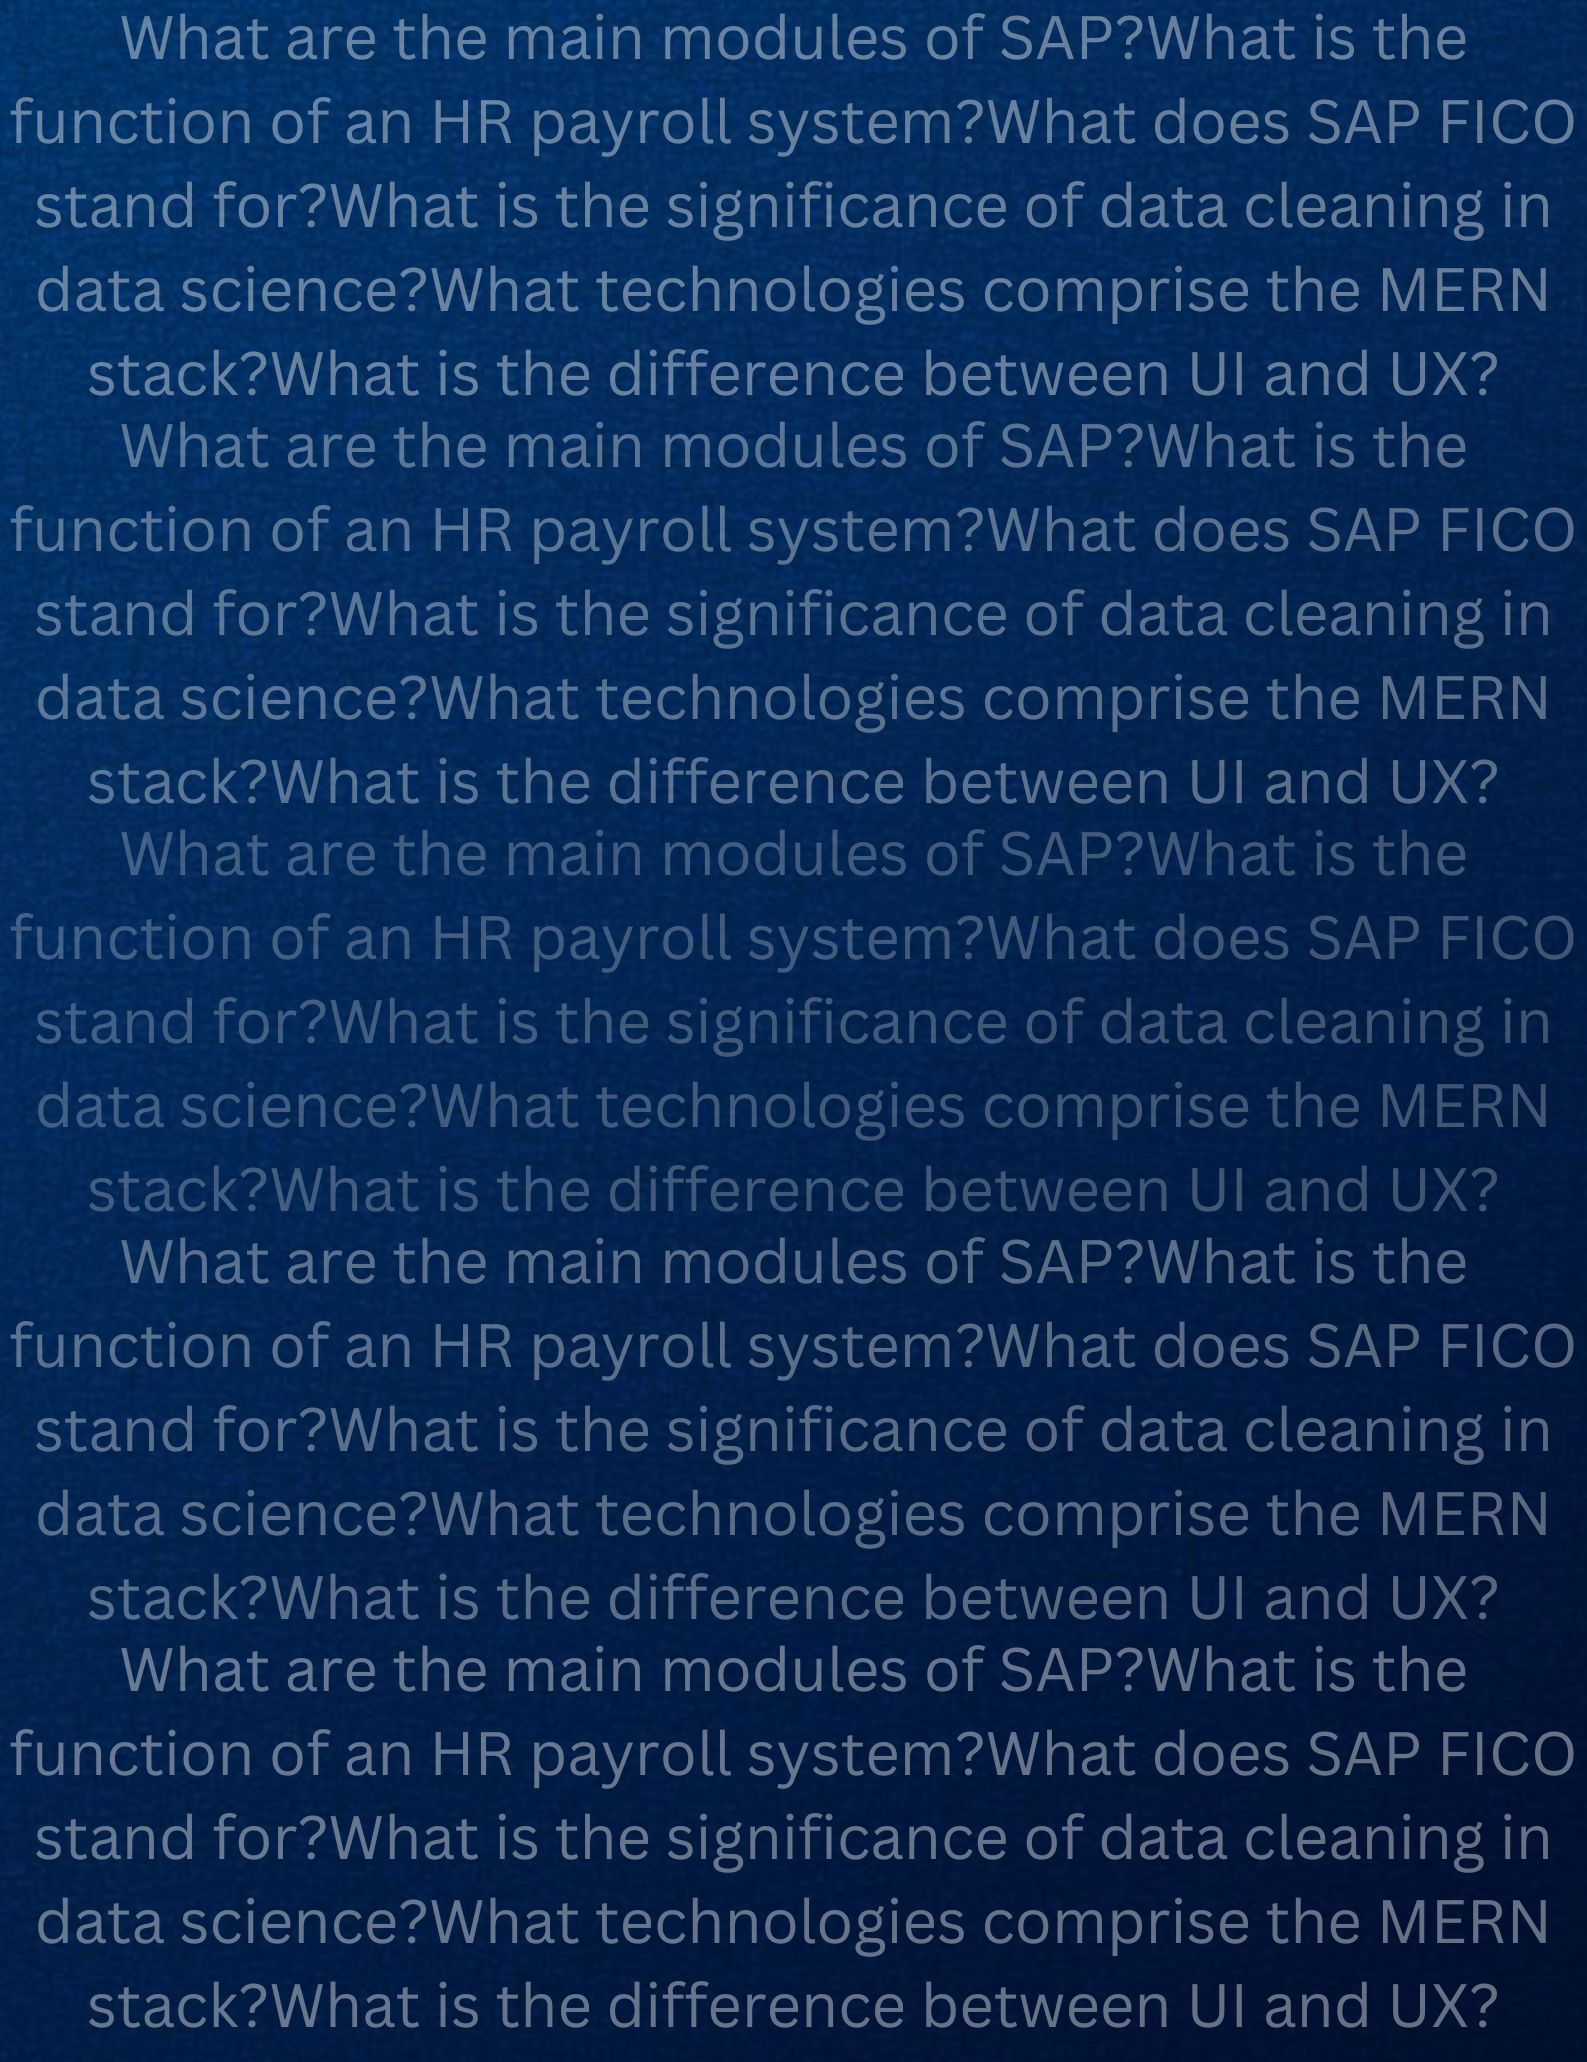 What are the main modules of SAP?What is the
function of an HR payroll system?What does SAP FICO
stand for?What is the significance of data cleaning in
data science?What technologies comprise the MERN
stack?What is the difference between UI and UX?
What are the main modules of SAP?What is the
function of an HR payroll system?What does SAP FICO
stand for?What is the significance of data cleaning in
data science?What technologies comprise the MERN
stack?What is the difference between UI and UX?
What are the main modules of SAP?What is the
function of an HR payroll system?What does SAP FICO
stand for?What is the significance of data cleaning in
data science?What technologies comprise the MERN
stack?What is the difference between UI and UX?
What are the main modules of SAP?What is the
function of an HR payroll system?What does SAP FICO
stand for?What is the significance of data cleaning in
data science?What technologies comprise the MERN
stack?What is the difference between UI and UX?
What are the main modules of SAP?What is the
function of an HR payroll system?What does SAP FICO
stand for?What is the significance of data cleaning in
data science?What technologies comprise the MERN
stack?What is the difference between UI and UX?